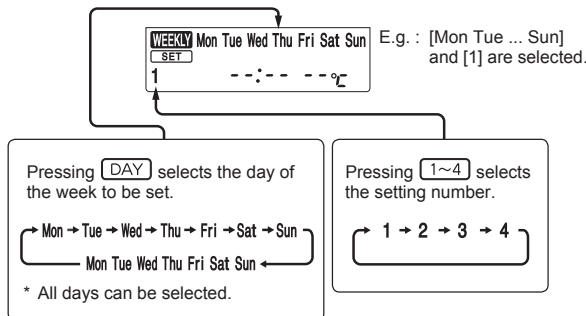 WEEKLY Mon Tue Wed Thu Fri Sat Sun
SET
1 --:-- --°C
E.g. : [Mon Tue ... Sun]
and [1] are selected.
Pressing DAY selects the day of
the week to be set.
Mon → Tue → Wed → Thu → Fri → Sat → Sun
Mon Tue Wed Thu Fri Sat Sun
* All days can be selected.
Pressing 1~4 selects
the setting number.
1 → 2 → 3 → 4